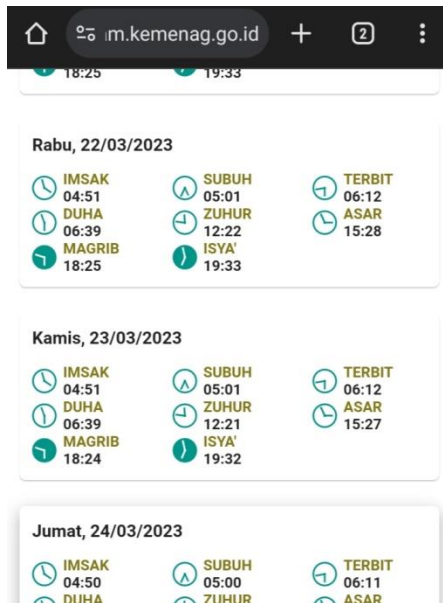 m.kemenag.go.id 2
18:25 19:33
Rabu, 22/03/2023
IMSAK SUBUH TERBIT
04:51 05:01 06:12
DUHA ZUHUR ASAR
06:39 12:22 15:28
MAGRIB ISYA'
18:25 19:33
Kamis, 23/03/2023
IMSAK SUBUH TERBIT
04:51 05:01 06:12
DUHA ZUHUR ASAR
06:39 12:21 15:27
MAGRIB ISYA'
18:24 19:32
Jumat, 24/03/2023
IMSAK SUBUH TERBIT
04:50 05:00 06:11
DUHA ZUHUR ASAR